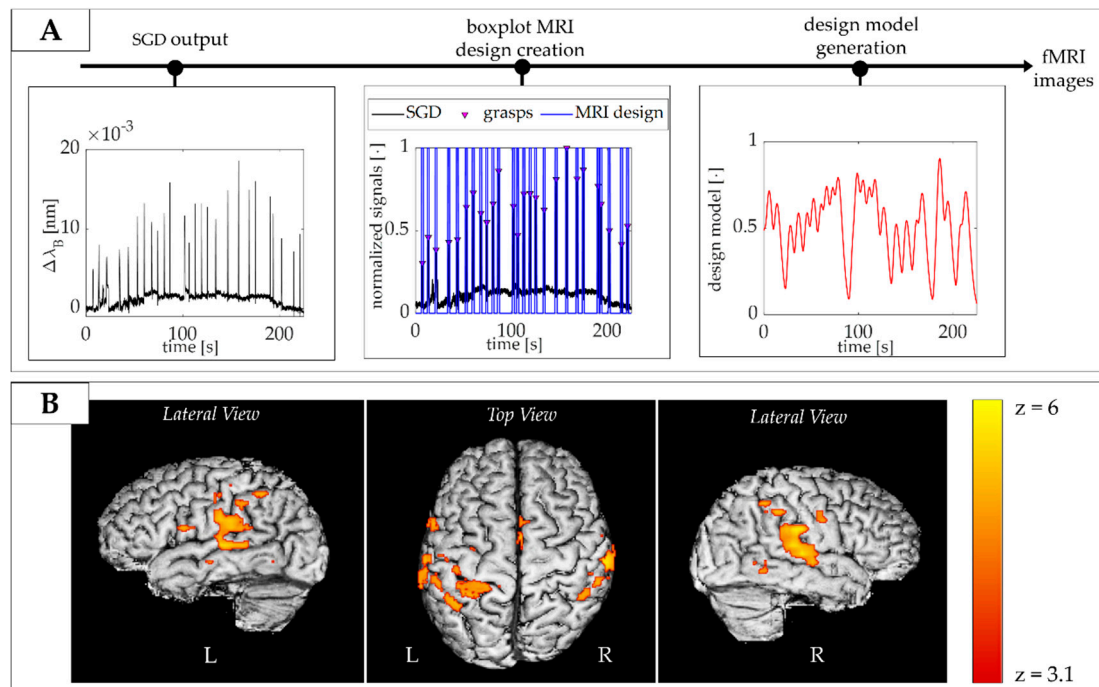 A
SGD output
boxplot MRI
design creation
design model
generation
fMRI
images
×10⁻³
20
10
0
Δλ_B [nm]
0 100 200
time [s]
SGD grasps MRI design
1
0.5
0
normalized signals [·]
0 100 200
time [s]
1
0.5
0
design model [·]
0 100 200
time [s]
B
Lateral View
Top View
Lateral View
L
L R
R
z = 6
z = 3.1